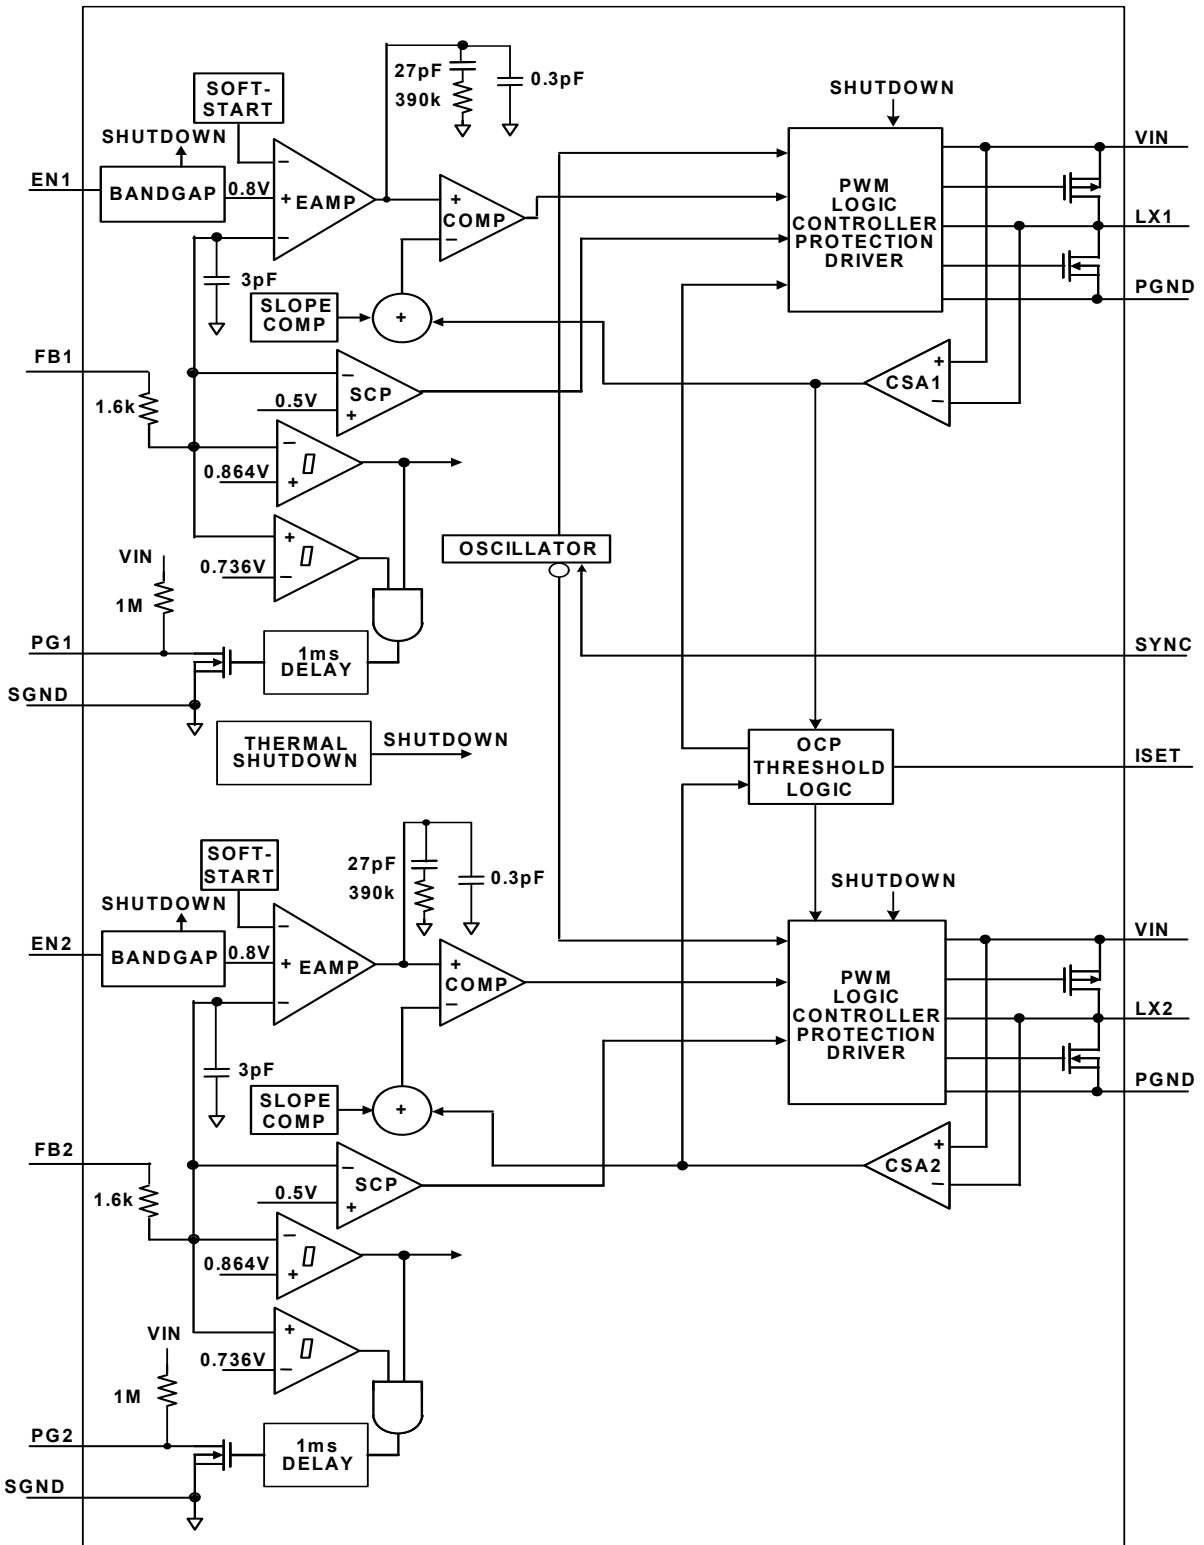 27pF
390k
0.3pF
SOFT-
START
SHUTDOWN
SHUTDOWN
VIN
EN1
BANDGAP
0.8V
−
+
−
EAMP
+
−
COMP
PWM
LOGIC
CONTROLLER
PROTECTION
DRIVER
LX1
3pF
SLOPE
COMP
+
PGND
FB1
1.6k
−
SCP
0.5V
+
+
CSA1
−
−
0.864V
+
VIN
+
0.736V
−
OSCILLATOR
1M
PG1
1ms
DELAY
SYNC
SGND
THERMAL
SHUTDOWN
SHUTDOWN
OCP
THRESHOLD
LOGIC
ISET
SOFT-
START
27pF
390k
0.3pF
SHUTDOWN
SHUTDOWN
VIN
EN2
BANDGAP
0.8V
−
+
−
EAMP
+
−
COMP
PWM
LOGIC
CONTROLLER
PROTECTION
DRIVER
LX2
3pF
SLOPE
COMP
+
PGND
FB2
1.6k
−
SCP
0.5V
+
+
CSA2
−
−
0.864V
+
VIN
+
0.736V
−
1M
PG2
1ms
DELAY
SGND